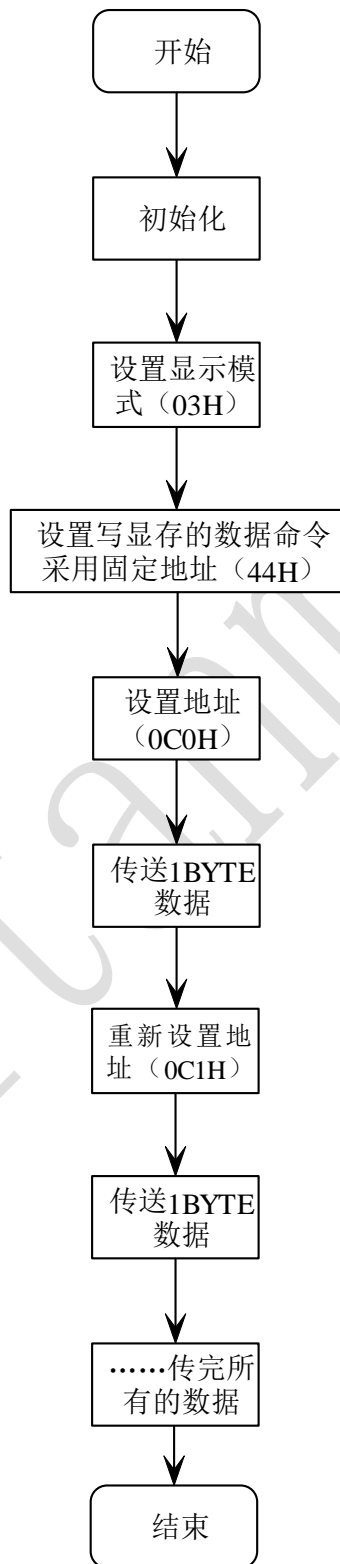 开始
初始化
设置显示模
式（03H）
设置写显存的数据命令
采用固定地址（44H）
设置地址
（0C0H）
传送1BYTE
数据
重新设置地
址（0C1H）
传送1BYTE
数据
……传完所
有的数据
结束